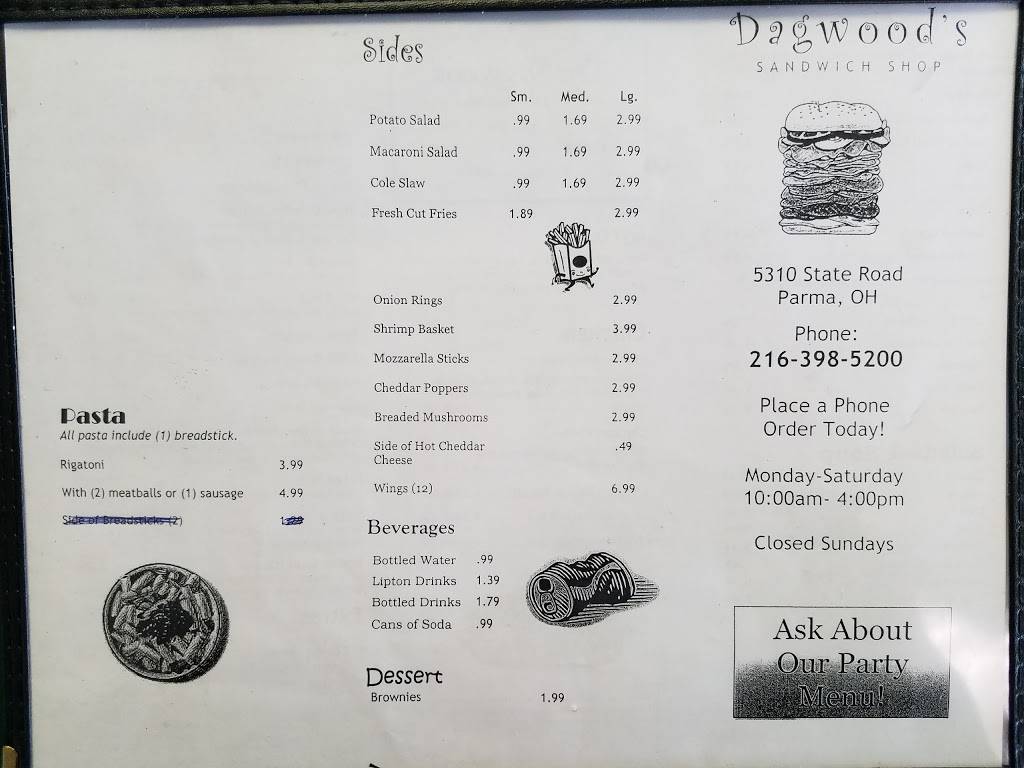 Pasta
All pasta include (1) breadstick.
Rigatoni 3.99
With (2) meatballs or (1) sausage 4.99
Side of Breadsticks (2)
Sides
Sm. Med. Lg.
Potato Salad .99 1.69 2.99
Macaroni Salad .99 1.69 2.99
Cole Slaw .99 1.69 2.99
Fresh Cut Fries 1.89 2.99
Onion Rings 2.99
Shrimp Basket 3.99
Mozzarella Sticks 2.99
Cheddar Poppers 2.99
Breaded Mushrooms 2.99
Side of Hot Cheddar .49
Cheese
Wings (12) 6.99
Beverages
Bottled Water .99
Lipton Drinks 1.39
Bottled Drinks 1.79
Cans of Soda .99
Dessert
Brownies 1.99
Dagwood's
SANDWICH SHOP
5310 State Road
Parma, OH
Phone:
216-398-5200
Place a Phone
Order Today!
Monday-Saturday
10:00am- 4:00pm
Closed Sundays
Ask About
Our Party
Menu!